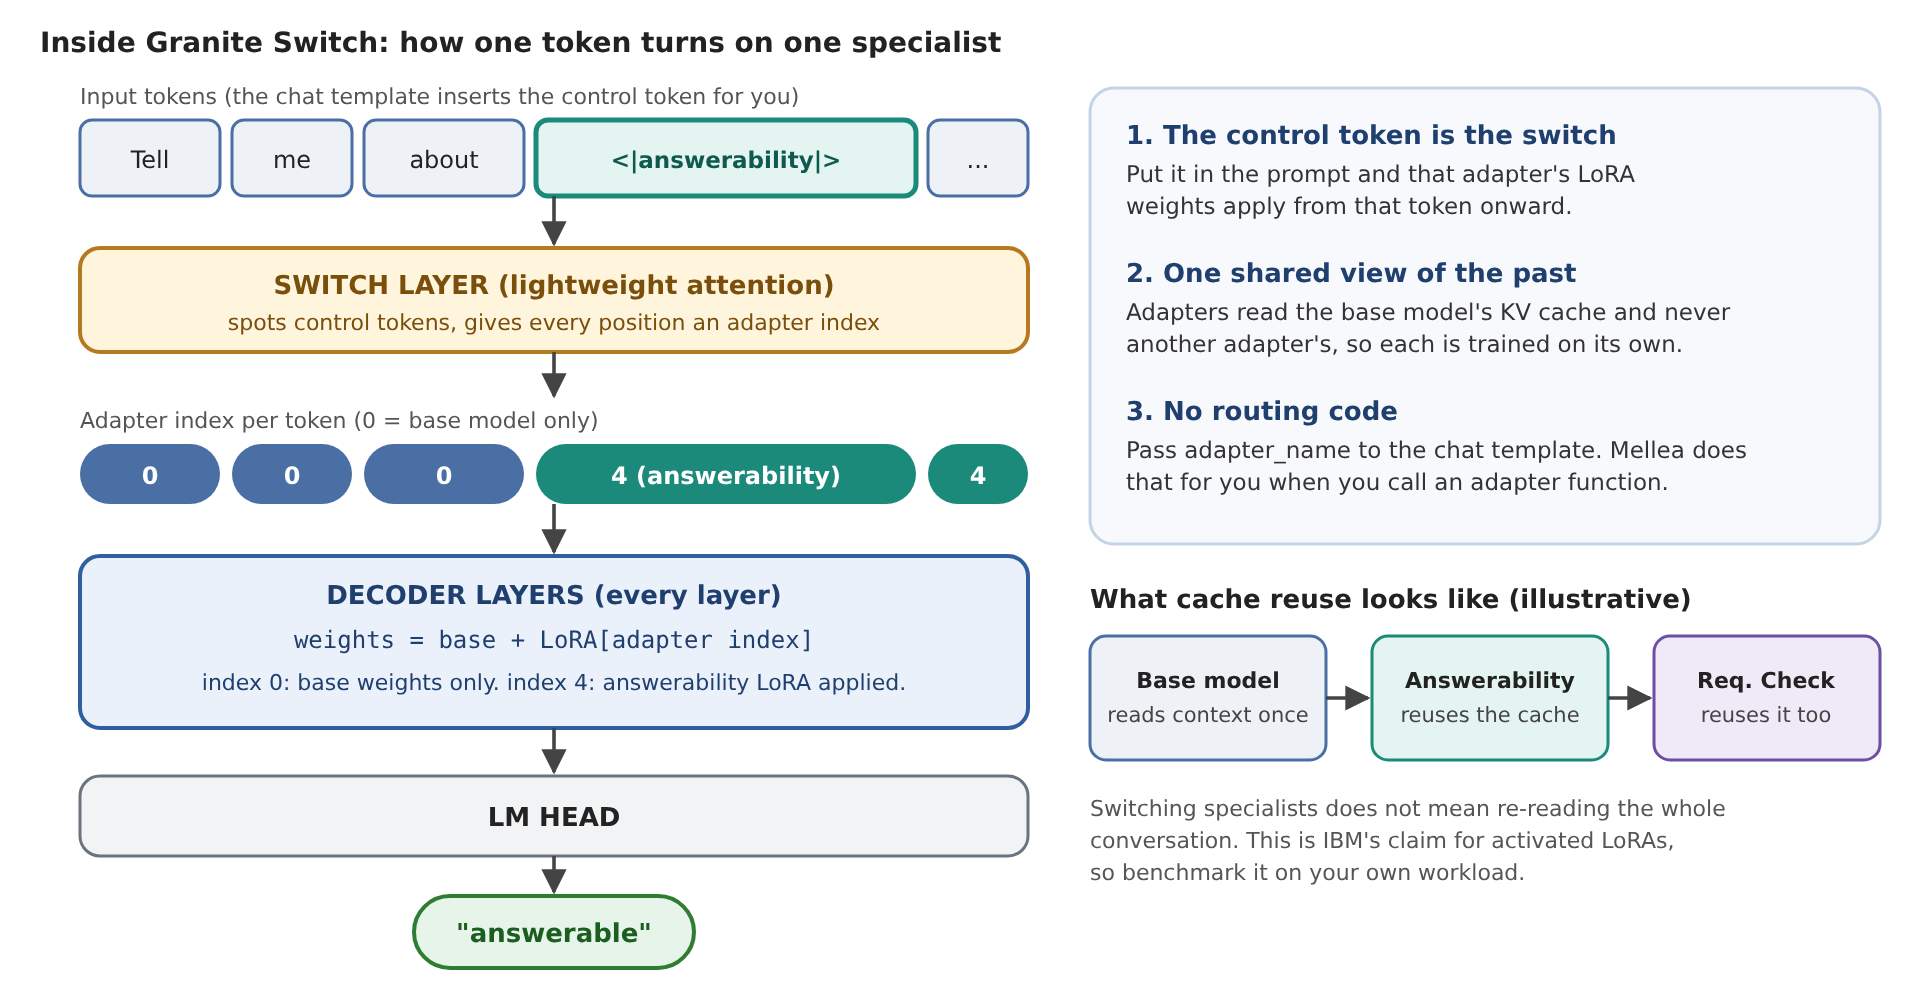 Inside Granite Switch: how one token turns on one specialist
Input tokens (the chat template inserts the control token for you)
Tell me about <|answerability|> ...
SWITCH LAYER (lightweight attention)
spots control tokens, gives every position an adapter index
Adapter index per token (0 = base model only)
0 0 0 4 (answerability) 4
DECODER LAYERS (every layer)
weights = base + LoRA[adapter index]
index 0: base weights only. index 4: answerability LoRA applied.
LM HEAD
"answerable"
1. The control token is the switch
Put it in the prompt and that adapter's LoRA
weights apply from that token onward.
2. One shared view of the past
Adapters read the base model's KV cache and never
another adapter's, so each is trained on its own.
3. No routing code
Pass adapter_name to the chat template. Mellea does
that for you when you call an adapter function.
What cache reuse looks like (illustrative)
Base model
reads context once
Answerability
reuses the cache
Req. Check
reuses it too
Switching specialists does not mean re-reading the whole
conversation. This is IBM's claim for activated LoRAs,
so benchmark it on your own workload.